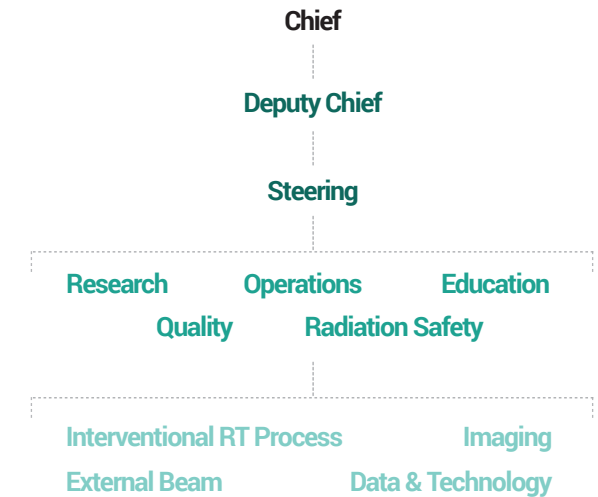 Chief
Deputy Chief
Steering
Research Operations Education
Quality Radiation Safety
Interventional RT Process Imaging
External Beam Data & Technology